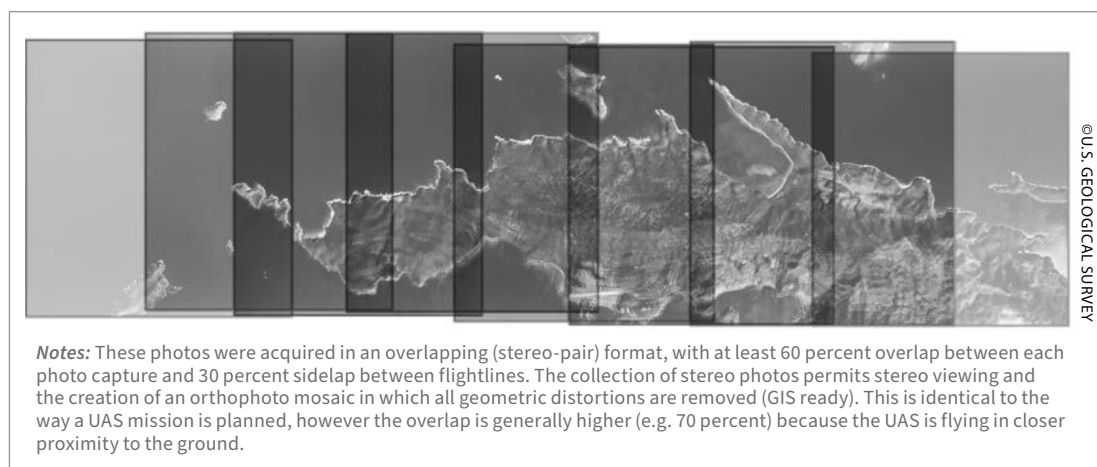 ©U.S. GEOLOGICAL SURVEY
Notes: These photos were acquired in an overlapping (stereo-pair) format, with at least 60 percent overlap between each
photo capture and 30 percent sidelap between flightlines. The collection of stereo photos permits stereo viewing and
the creation of an orthophoto mosaic in which all geometric distortions are removed (GIS ready). This is identical to the
way a UAS mission is planned, however the overlap is generally higher (e.g. 70 percent) because the UAS is flying in closer
proximity to the ground.